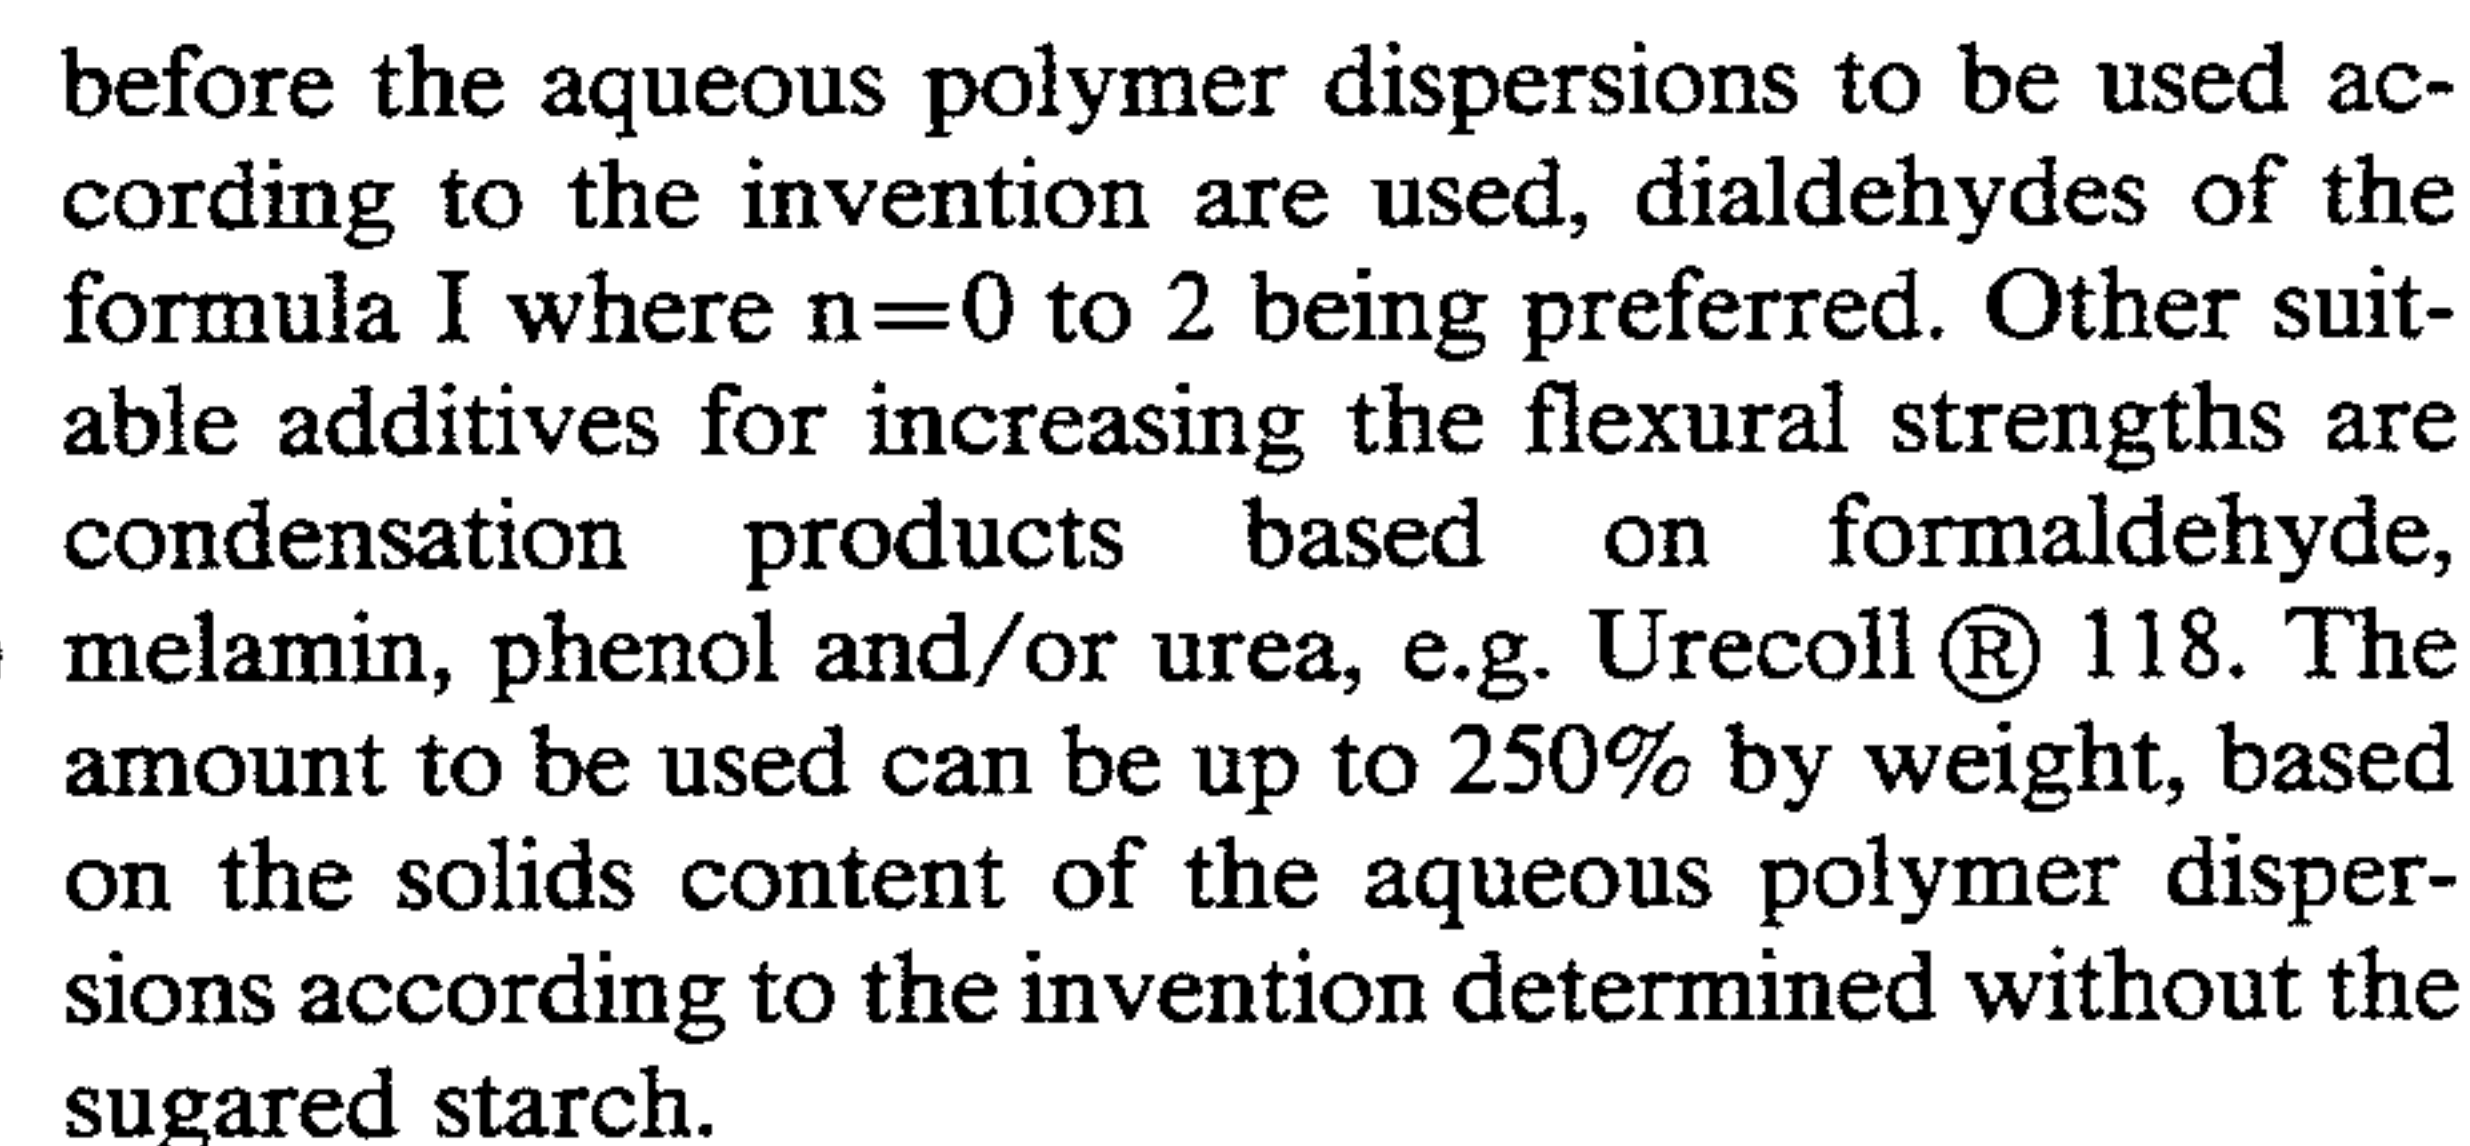 before the aqueous polymer dispersions to be used ac-
cording to the invention are used, dialdehydes of the
formula I where n=0 to 2 being preferred. Other suit-
able additives for increasing the flexural strengths are
condensation products based on formaldehyde,
melamin, phenol and/or urea, e.g. Urecoll ® 118. The
amount to be used can be up to 250% by weight, based
on the solids content of the aqueous polymer disper-
sions according to the invention determined without the
sugared starch.